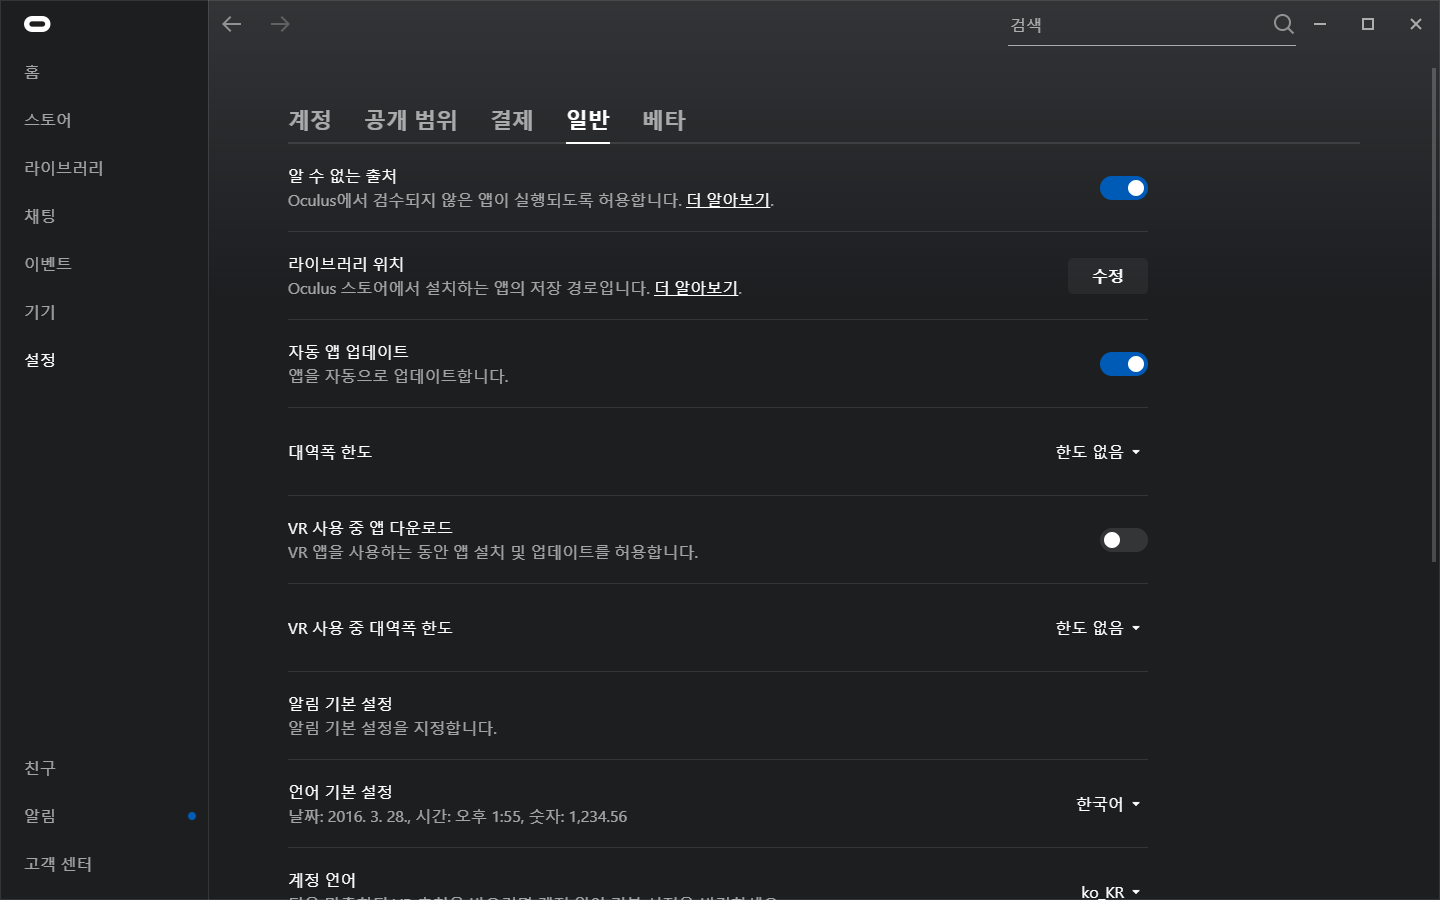 검색
홈
스토어
라이브러리
채팅
이벤트
기기
설정
친구
알림
고객 센터
계정 공개 범위 결제 일반 베타
알 수 없는 출처
Oculus에서 검수되지 않은 앱이 실행되도록 허용합니다. 더 알아보기.
라이브러리 위치
Oculus 스토어에서 설치하는 앱의 저장 경로입니다. 더 알아보기.
수정
자동 앱 업데이트
앱을 자동으로 업데이트합니다.
대역폭 한도
한도 없음
VR 사용 중 앱 다운로드
VR 앱을 사용하는 동안 앱 설치 및 업데이트를 허용합니다.
VR 사용 중 대역폭 한도
한도 없음
알림 기본 설정
알림 기본 설정을 지정합니다.
언어 기본 설정
날짜: 2016. 3. 28., 시간: 오후 1:55, 숫자: 1,234.56
한국어
계정 언어
ko_KR